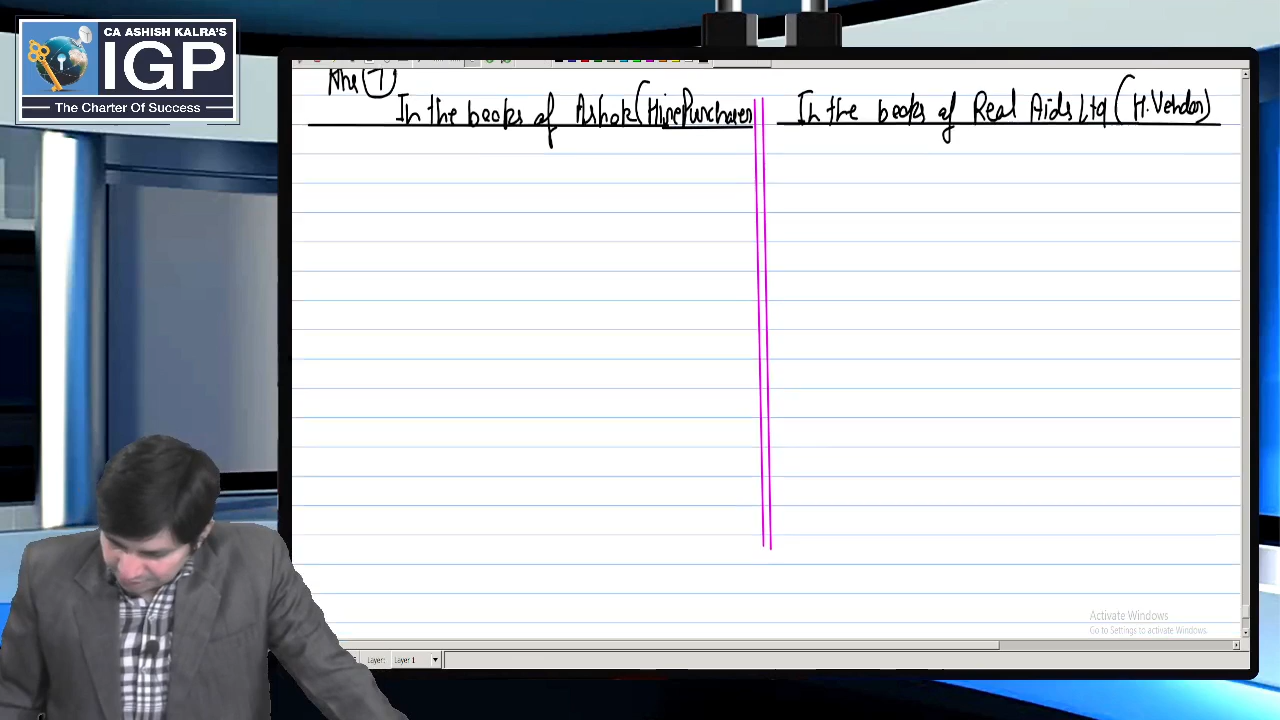 CA ASHISH KALRA'S
IGP
The Charter Of Success
Ans (7)
In the books of Ashok (Hire Purchaser
In the books of Real Aids Ltd (H.Vendor)
Activate Windows
Go to Settings to activate Windows.
Layer: Layer 1